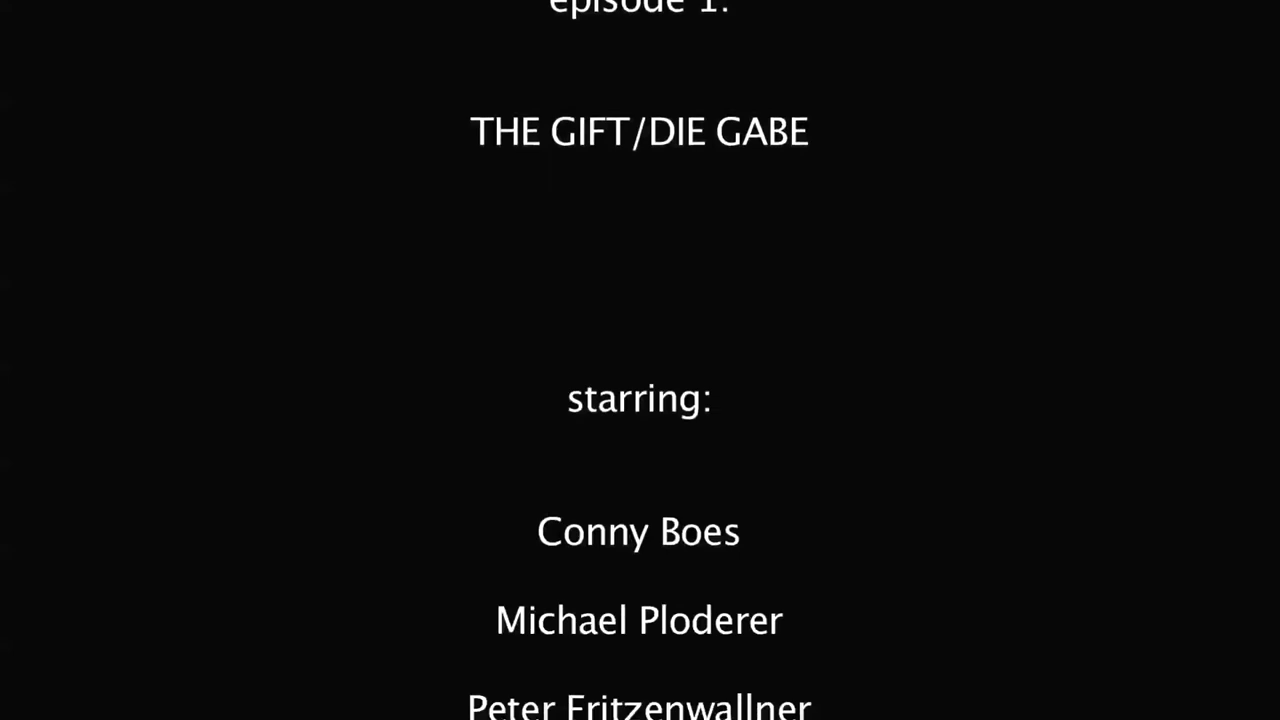 episode 1:
THE GIFT/DIE GABE
starring:
Conny Boes
Michael Ploderer
Peter Fritzenwallner